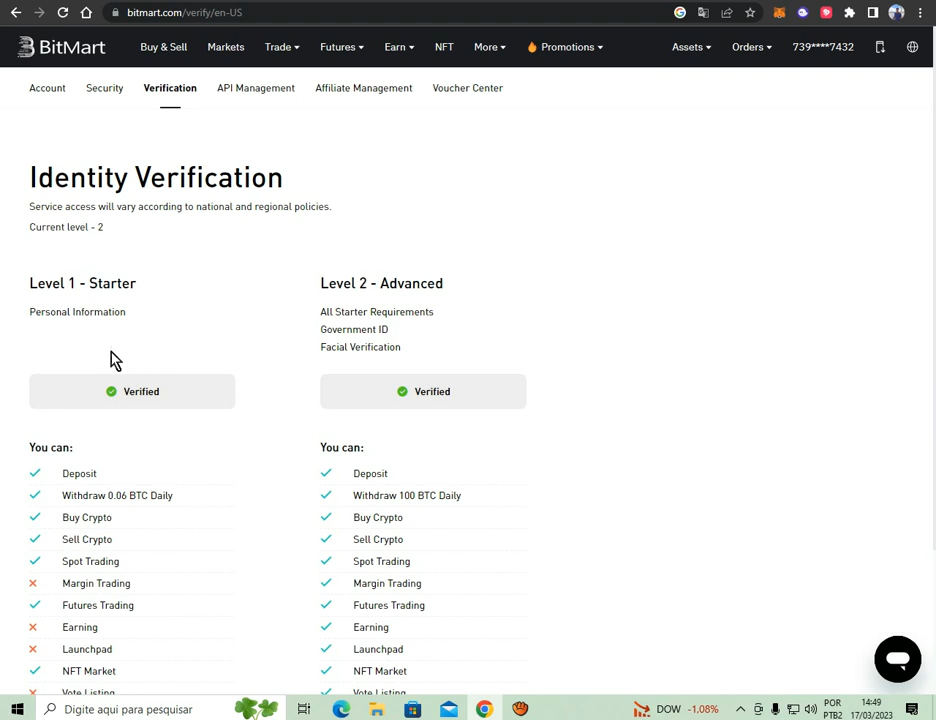 bitmart.com/verify/en-US
BitMart
Buy & Sell
Markets
Trade
Futures
Earn
NFT
More
Promotions
Assets
Orders
739****7432
Account
Security
Verification
API Management
Affiliate Management
Voucher Center
Identity Verification
Service access will vary according to national and regional policies.
Current level - 2
Level 1 - Starter
Personal Information
Verified
You can:
Deposit
Withdraw 0.06 BTC Daily
Buy Crypto
Sell Crypto
Spot Trading
Margin Trading
Futures Trading
Earning
Launchpad
NFT Market
Vote Listing
Level 2 - Advanced
All Starter Requirements
Government ID
Facial Verification
Verified
You can:
Deposit
Withdraw 100 BTC Daily
Buy Crypto
Sell Crypto
Spot Trading
Margin Trading
Futures Trading
Earning
Launchpad
NFT Market
Vote Listing
Digite aqui para pesquisar
DOW -1,08%
POR
PTB2
14:49
17/03/2023